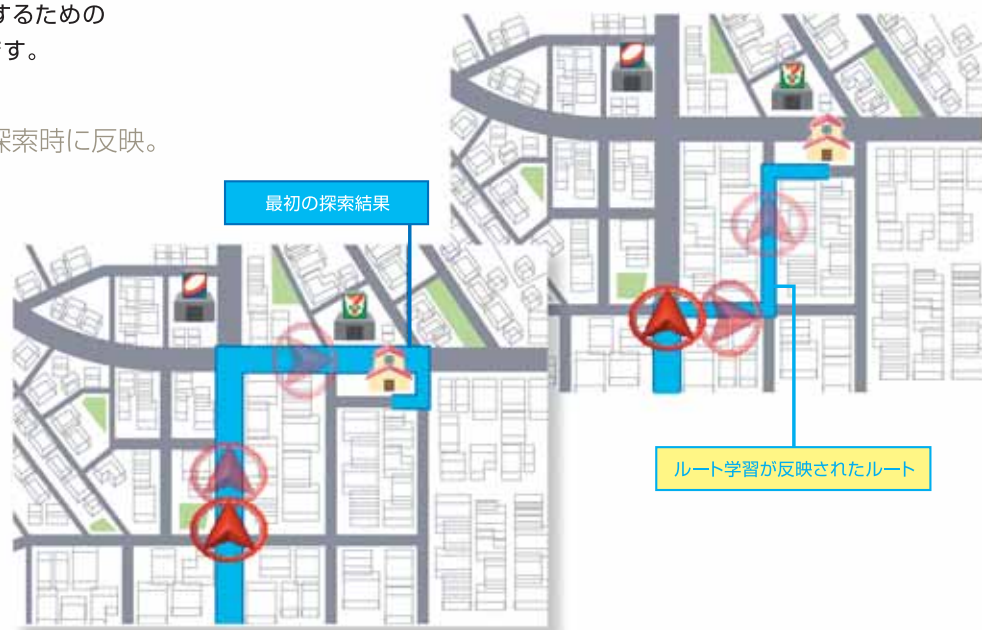 するための
す。
探索時に反映。
最初の探索結果
ルート学習が反映されたルート